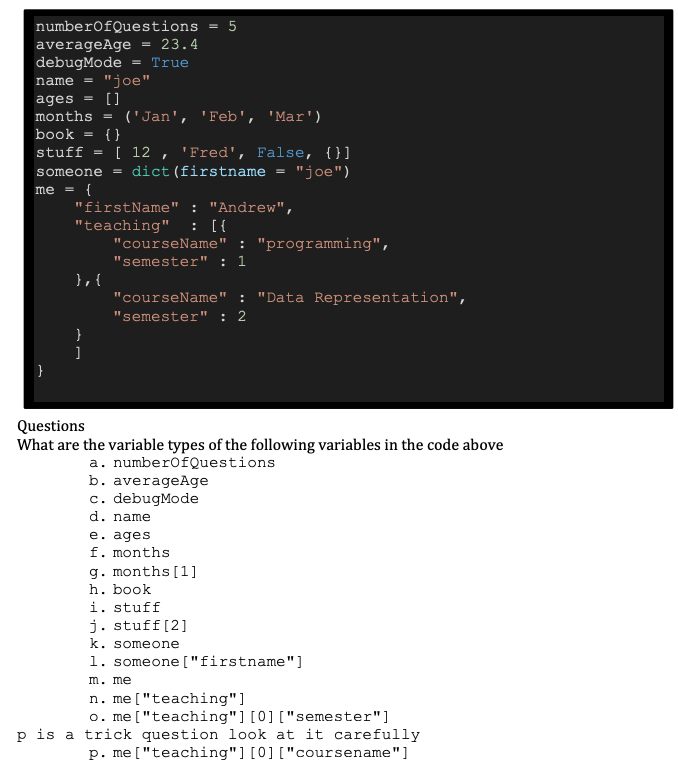 numberOfQuestions = 5
averageAge = 23.4
debugMode = True
name = "joe"
ages = []
months = ('Jan', 'Feb', 'Mar')
book = {}
stuff = [ 12 , 'Fred', False, {}]
someone = dict(firstname = "joe")
me = {
    "firstName" : "Andrew",
    "teaching"  : [{
        "courseName" : "programming",
        "semester" : 1
    },{
        "courseName" : "Data Representation",
        "semester" : 2
    }
    ]
}
Questions
What are the variable types of the following variables in the code above
a. numberOfQuestions
b. averageAge
c. debugMode
d. name
e. ages
f. months
g. months[1]
h. book
i. stuff
j. stuff[2]
k. someone
l. someone["firstname"]
m. me
n. me["teaching"]
o. me["teaching"][0]["semester"]
p is a trick question look at it carefully
p. me["teaching"][0]["coursename"]